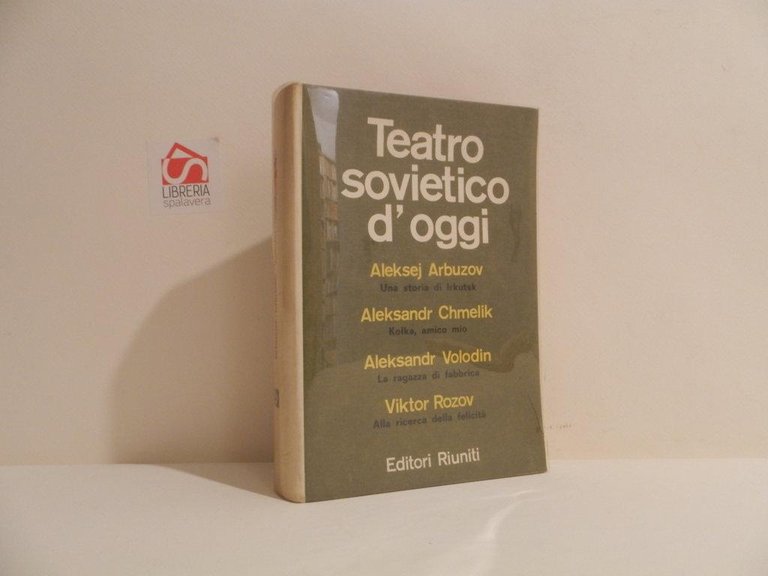 LIBRERIA
spalavera
Teatro
sovietico
d'oggi
Aleksej Arbuzov
Una storia di Irkutsk
Aleksandr Chmelik
Kolka, amico mio
Aleksandr Volodin
La ragazza di fabbrica
Viktor Rozov
Alla ricerca della felicità
Editori Riuniti